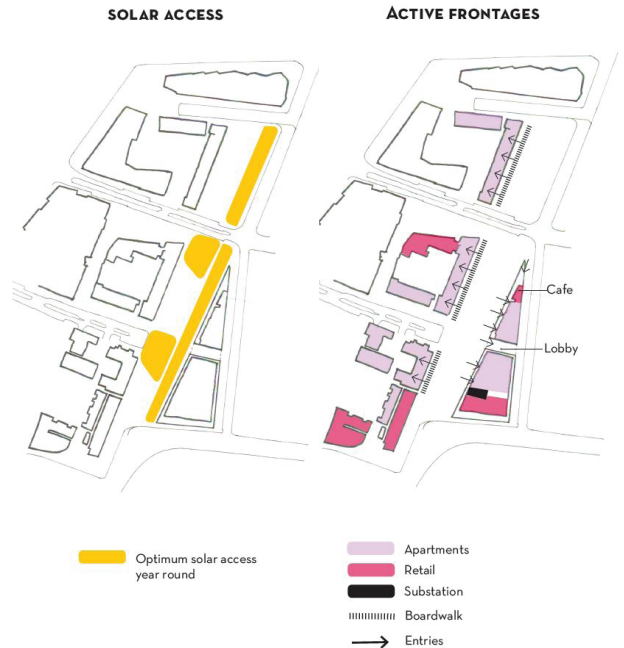 SOLAR ACCESS
ACTIVE FRONTAGES
Cafe
Lobby
Optimum solar access
year round
Apartments
Retail
Substation
Boardwalk
Entries